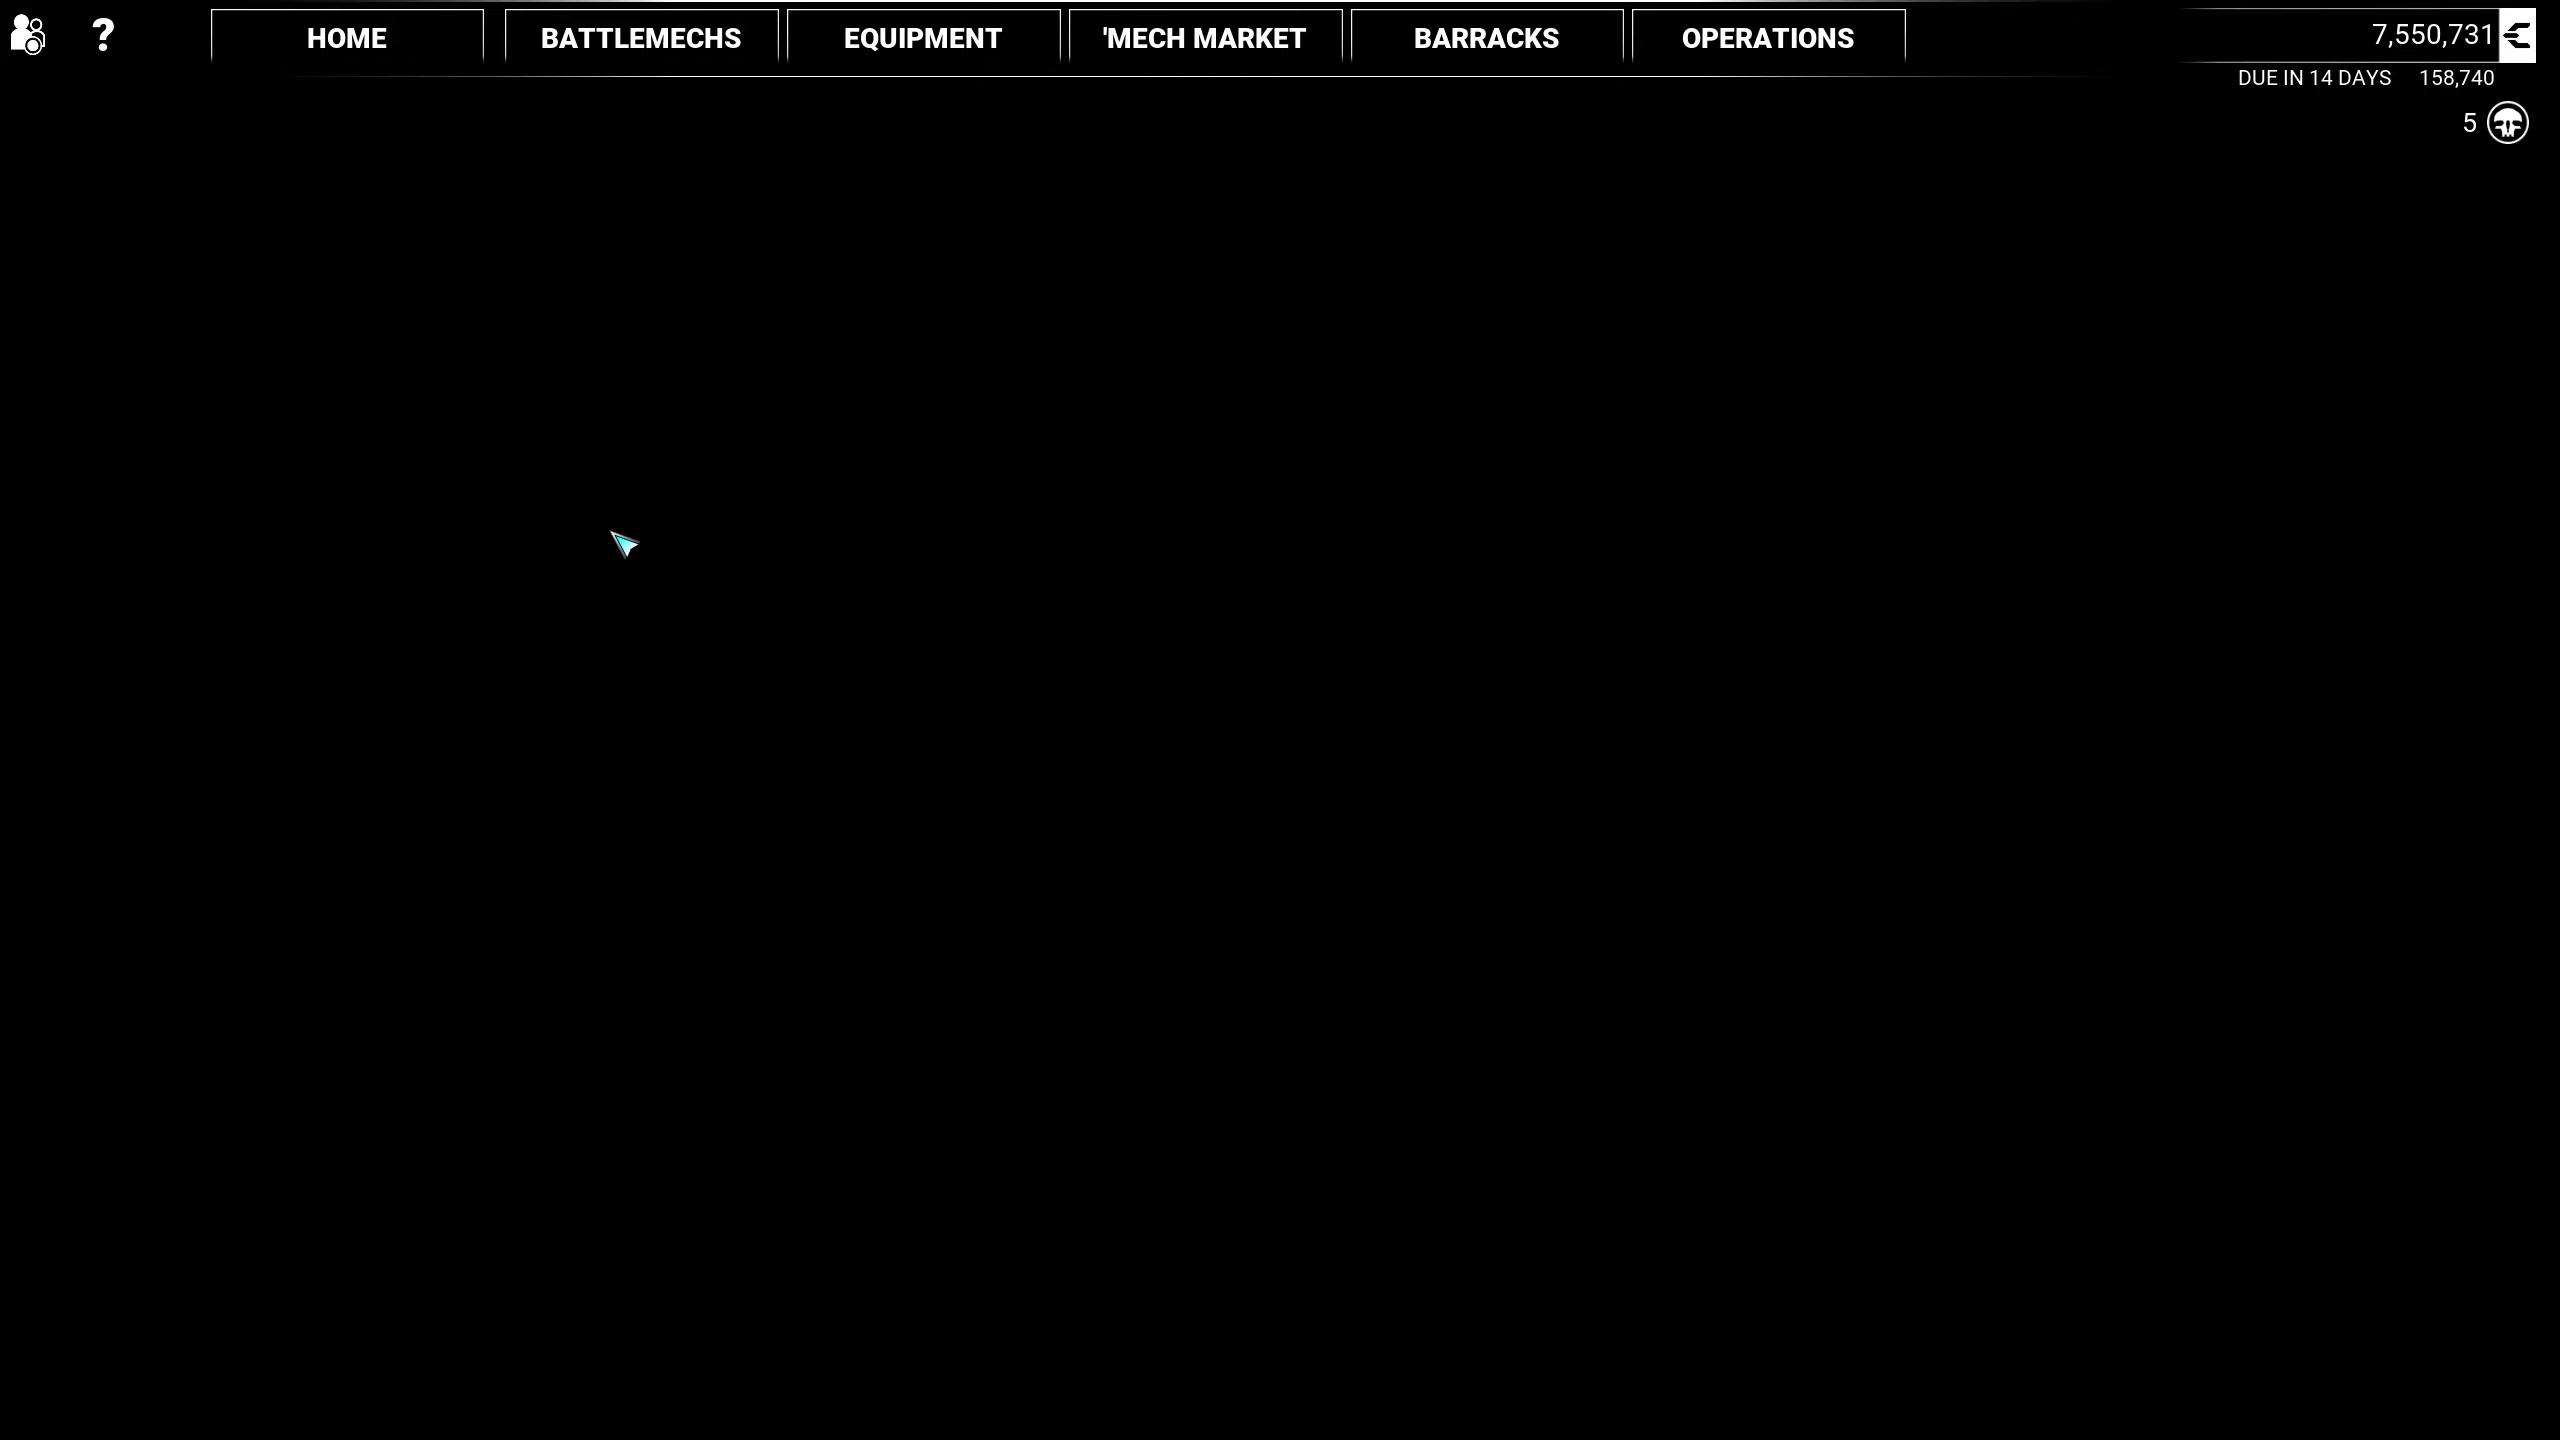 ?
HOME
BATTLEMECHS
EQUIPMENT
'MECH MARKET
BARRACKS
OPERATIONS
7,550,731
DUE IN 14 DAYS 158,740
5